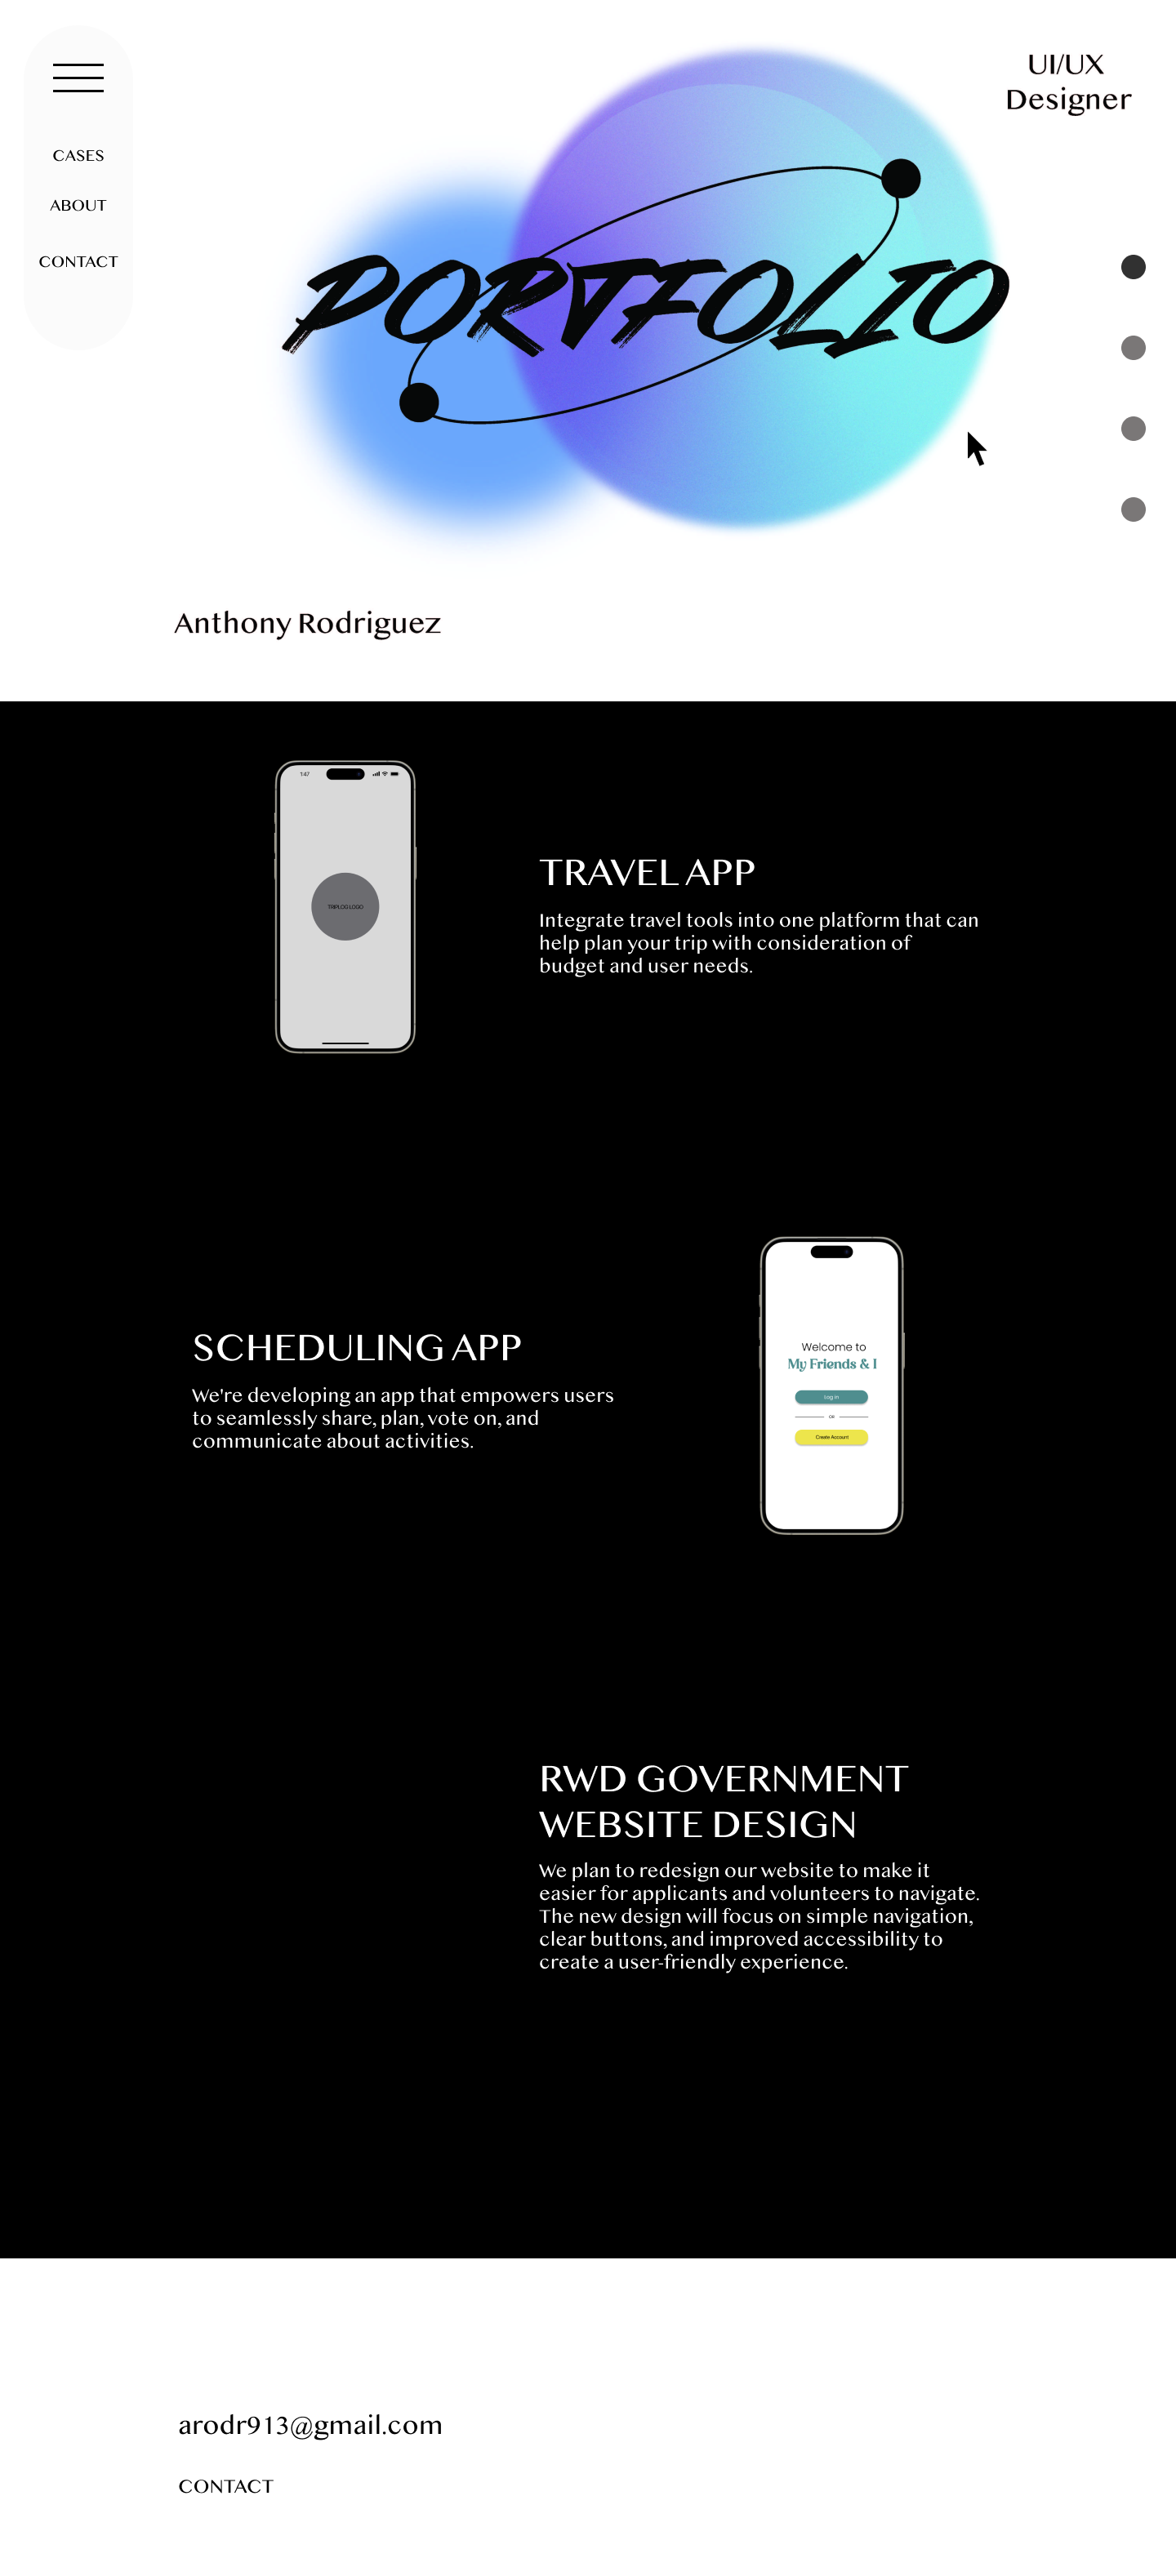 UI/UX
Designer
CASES
ABOUT
CONTACT
PORTFOLIO
Anthony Rodriguez
1:47
TRIPLOG LOGO
TRAVEL APP
Integrate travel tools into one platform that can
help plan your trip with consideration of
budget and user needs.
SCHEDULING APP
We're developing an app that empowers users
to seamlessly share, plan, vote on, and
communicate about activities.
Welcome to
My Friends & I
Log In
OR
Create Account
RWD GOVERNMENT
WEBSITE DESIGN
We plan to redesign our website to make it
easier for applicants and volunteers to navigate.
The new design will focus on simple navigation,
clear buttons, and improved accessibility to
create a user-friendly experience.
arodr913@gmail.com
CONTACT